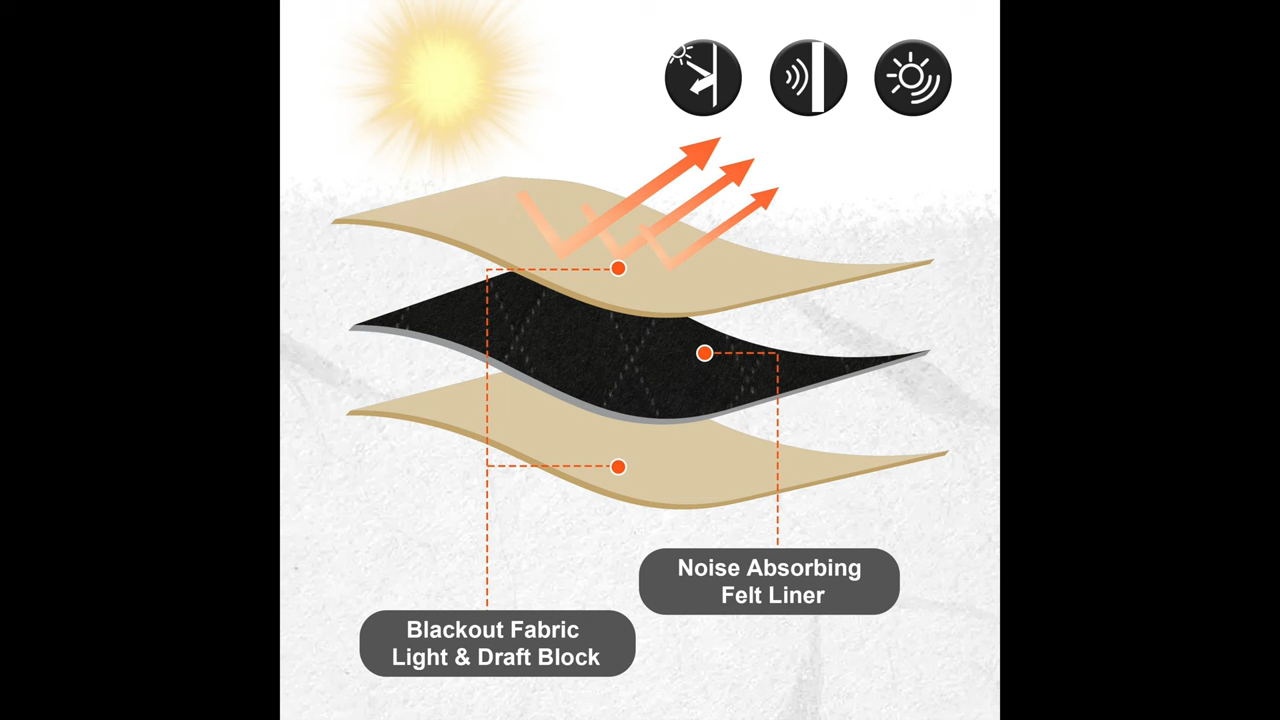 Noise Absorbing
Felt Liner
Blackout Fabric
Light & Draft Block